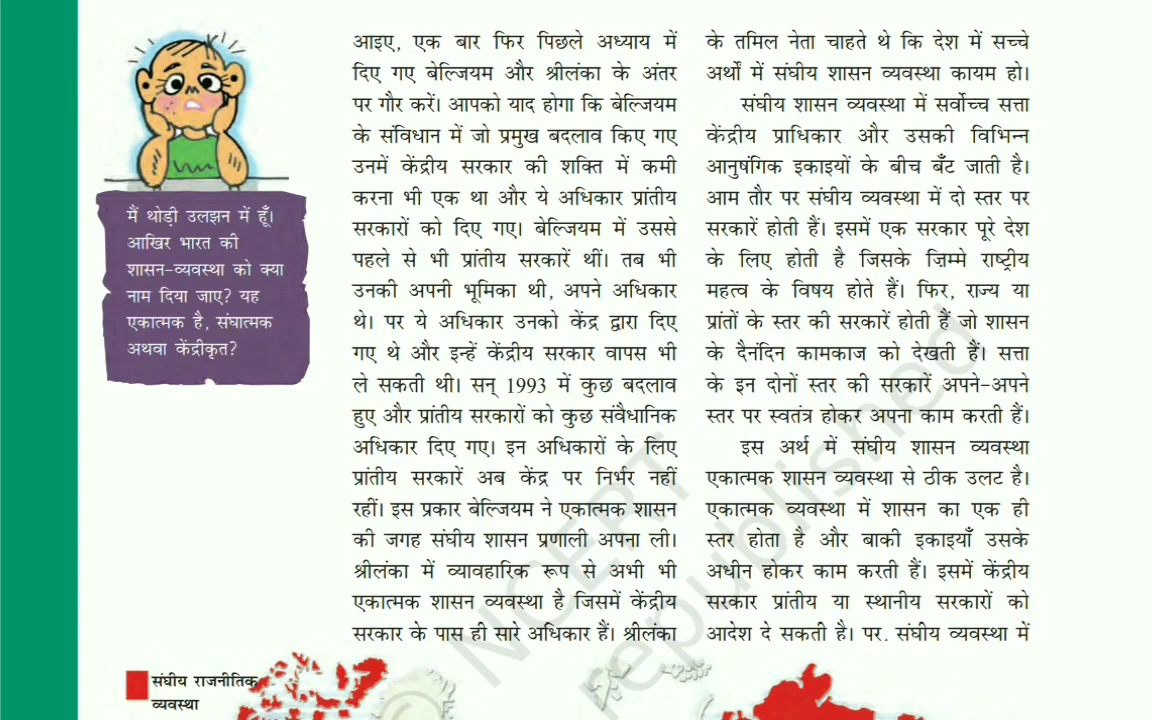 मैं थोड़ी उलझन में हूँ।
आखिर भारत की
शासन-व्यवस्था को क्या
नाम दिया जाए? यह
एकात्मक है, संघात्मक
अथवा केंद्रीकृत?
आइए, एक बार फिर पिछले अध्याय में
दिए गए बेल्जियम और श्रीलंका के अंतर
पर गौर करें। आपको याद होगा कि बेल्जियम
के संविधान में जो प्रमुख बदलाव किए गए
उनमें केंद्रीय सरकार की शक्ति में कमी
करना भी एक था और ये अधिकार प्रांतीय
सरकारों को दिए गए। बेल्जियम में उससे
पहले से भी प्रांतीय सरकारें थीं। तब भी
उनकी अपनी भूमिका थी, अपने अधिकार
थे। पर ये अधिकार उनको केंद्र द्वारा दिए
गए थे और इन्हें केंद्रीय सरकार वापस भी
ले सकती थी। सन् 1993 में कुछ बदलाव
हुए और प्रांतीय सरकारों को कुछ संवैधानिक
अधिकार दिए गए। इन अधिकारों के लिए
प्रांतीय सरकारें अब केंद्र पर निर्भर नहीं
रहीं। इस प्रकार बेल्जियम ने एकात्मक शासन
की जगह संघीय शासन प्रणाली अपना ली।
श्रीलंका में व्यावहारिक रूप से अभी भी
एकात्मक शासन व्यवस्था है जिसमें केंद्रीय
सरकार के पास ही सारे अधिकार हैं। श्रीलंका
के तमिल नेता चाहते थे कि देश में सच्चे
अर्थों में संघीय शासन व्यवस्था कायम हो।
संघीय शासन व्यवस्था में सर्वोच्च सत्ता
केंद्रीय प्राधिकार और उसकी विभिन्न
आनुषंगिक इकाइयों के बीच बँट जाती है।
आम तौर पर संघीय व्यवस्था में दो स्तर पर
सरकारें होती हैं। इसमें एक सरकार पूरे देश
के लिए होती है जिसके ज़िम्मे राष्ट्रीय
महत्व के विषय होते हैं। फिर, राज्य या
प्रांतों के स्तर की सरकारें होती हैं जो शासन
के दैनंदिन कामकाज को देखती हैं। सत्ता
के इन दोनों स्तर की सरकारें अपने-अपने
स्तर पर स्वतंत्र होकर अपना काम करती हैं।
इस अर्थ में संघीय शासन व्यवस्था
एकात्मक शासन व्यवस्था से ठीक उलट है।
एकात्मक व्यवस्था में शासन का एक ही
स्तर होता है और बाकी इकाइयाँ उसके
अधीन होकर काम करती हैं। इसमें केंद्रीय
सरकार प्रांतीय या स्थानीय सरकारों को
आदेश दे सकती है। पर. संघीय व्यवस्था में
संघीय राजनीतिक
व्यवस्था
© NCERT
republished